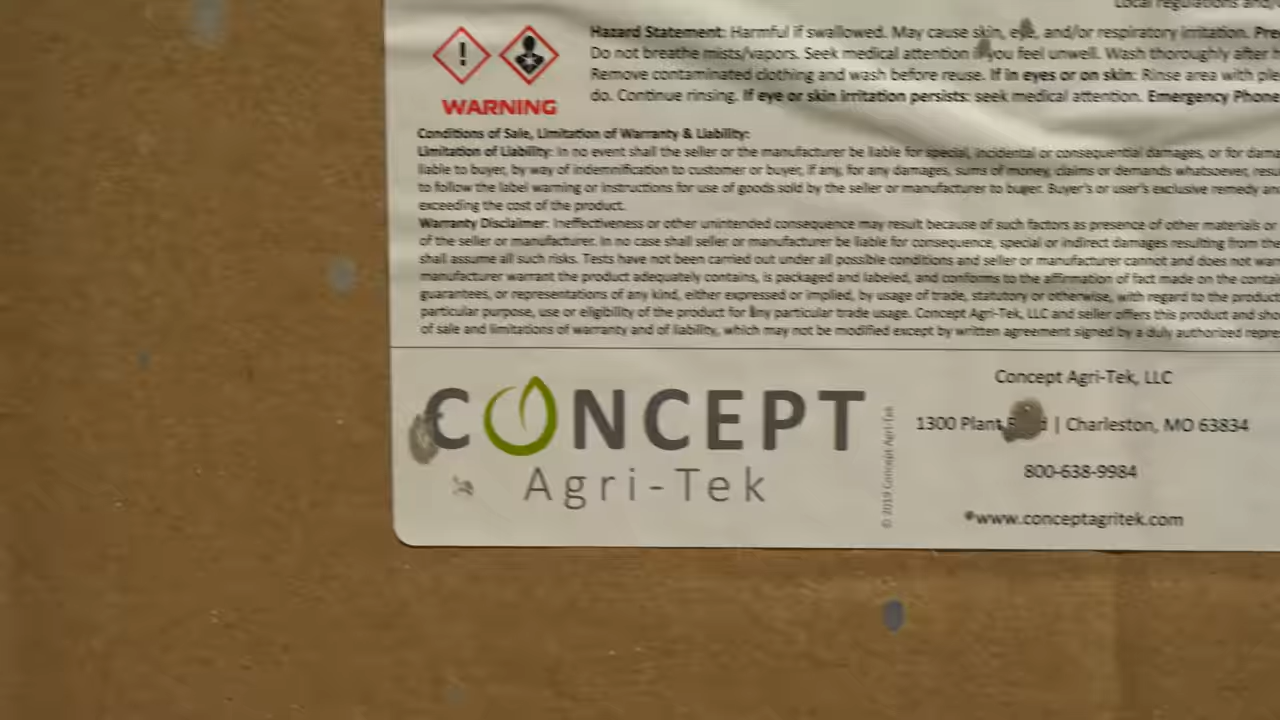 Local regulations and/
Hazard Statement: Harmful if swallowed. May cause skin, eye, and/or respiratory irritation. Pre
Do not breathe mists/vapors. Seek medical attention if you feel unwell. Wash thoroughly after h
Remove contaminated clothing and wash before reuse. If in eyes or on skin: Rinse area with ple
do. Continue rinsing. If eye or skin irritation persists: seek medical attention. Emergency Phone
WARNING
Conditions of Sale, Limitation of Warranty & Liability:
Limitation of Liability: In no event shall the seller or the manufacturer be liable for special, incidental or consequential damages, or for dama
liable to buyer, by way of indemnification to customer or buyer, if any, for any damages, sums of money, claims or demands whatsoever, resul
to follow the label warning or instructions for use of goods sold by the seller or manufacturer to buyer. Buyer's or user's exclusive remedy an
exceeding the cost of the product.
Warranty Disclaimer: Ineffectiveness or other unintended consequence may result because of such factors as presence of other materials or
of the seller or manufacturer. In no case shall seller or manufacturer be liable for consequence, special or indirect damages resulting from the
shall assume all such risks. Tests have not been carried out under all possible conditions and seller or manufacturer cannot and does not war
manufacturer warrant the product adequately contains, is packaged and labeled, and conforms to the affirmation of fact made on the contai
guarantees, or representations of any kind, either expressed or implied, by usage of trade, statutory or otherwise, with regard to the product
particular purpose, use or eligibility of the product for any particular trade usage. Concept Agri-Tek, LLC and seller offers this product and sho
of sale and limitations of warranty and of liability, which may not be modified except by written agreement signed by a duly authorized repre
CONCEPT
Agri-Tek
© 2019 Concept Agri-Tek
Concept Agri-Tek, LLC
1300 Plant | Charleston, MO 63834
800-638-9984
www.conceptagritek.com